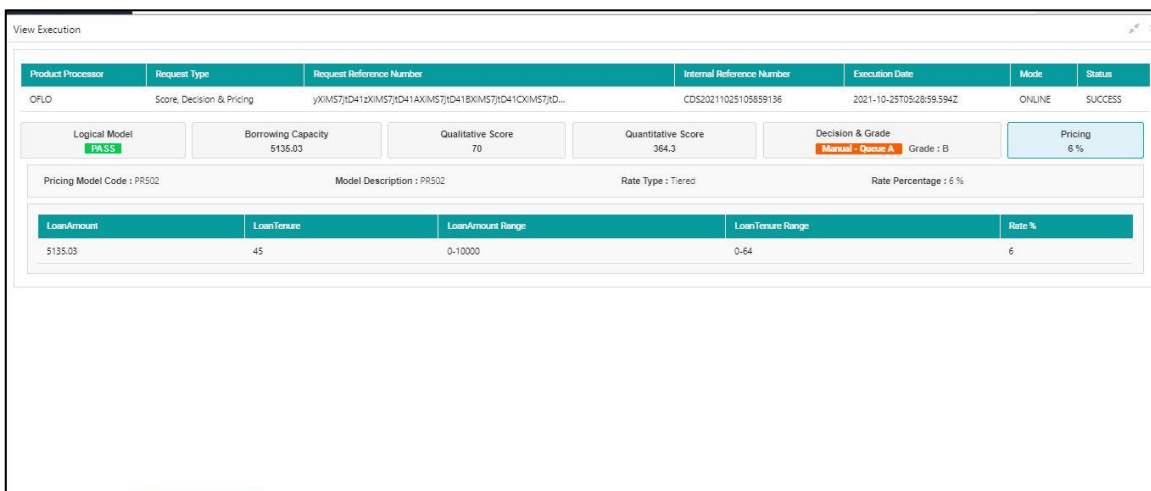 View Execution
Product Processor Request Type Request Reference Number Internal Reference Number Execution Date Mode Status
OFLO Score, Decision & Pricing yXIMS7JtD41zXIMS7JtD41AXIMS7JtD41BXIMS7JtD41CXIMS7JtD... CDS20211025105859136 2021-10-25T05:28:59.594Z ONLINE SUCCESS
Logical Model Borrowing Capacity Qualitative Score Quantitative Score Decision & Grade Pricing
PASS 5135.03 70 364.3 Manual - Queue A Grade : B 6 %
Pricing Model Code : PR502 Model Description : PR502 Rate Type : Tiered Rate Percentage : 6 %
LoanAmount LoanTenure LoanAmount Range LoanTenure Range Rate %
5135.03 45 0-10000 0-64 6